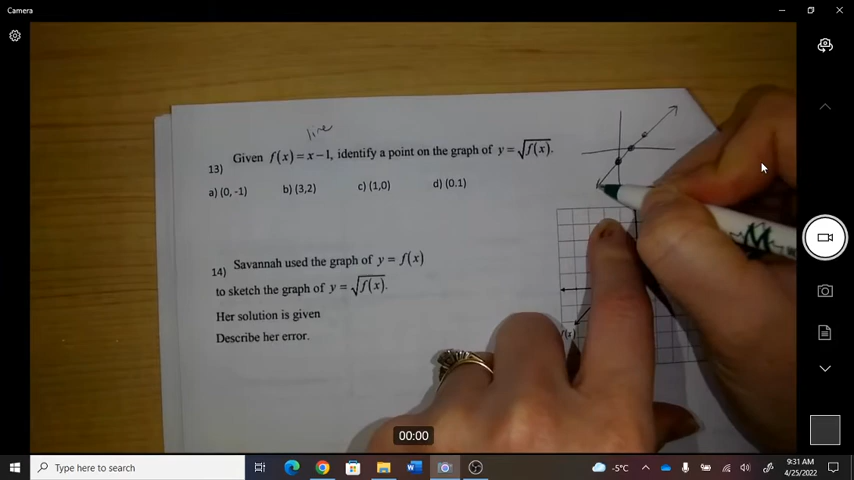 Camera
line
13) Given f(x) = x − 1, identify a point on the graph of y = √f(x).
a) (0, -1) b) (3,2) c) (1,0) d) (0.1)
14) Savannah used the graph of y = f(x)
to sketch the graph of y = √f(x).
Her solution is given
Describe her error.
f(x)
00:00
Type here to search
-5°C
9:31 AM
4/25/2022